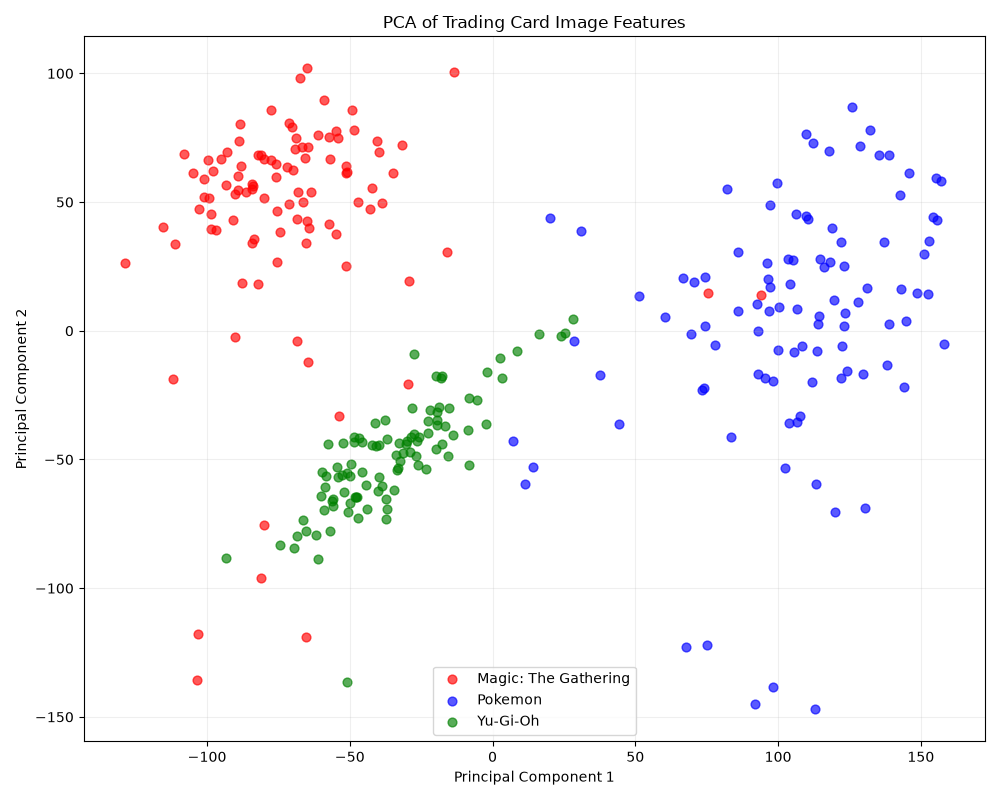 PCA of Trading Card Image Features
100
50
0
−50
−100
−150
Principal Component 2
Magic: The Gathering
Pokemon
Yu-Gi-Oh
−100
−50
0
50
100
150
Principal Component 1